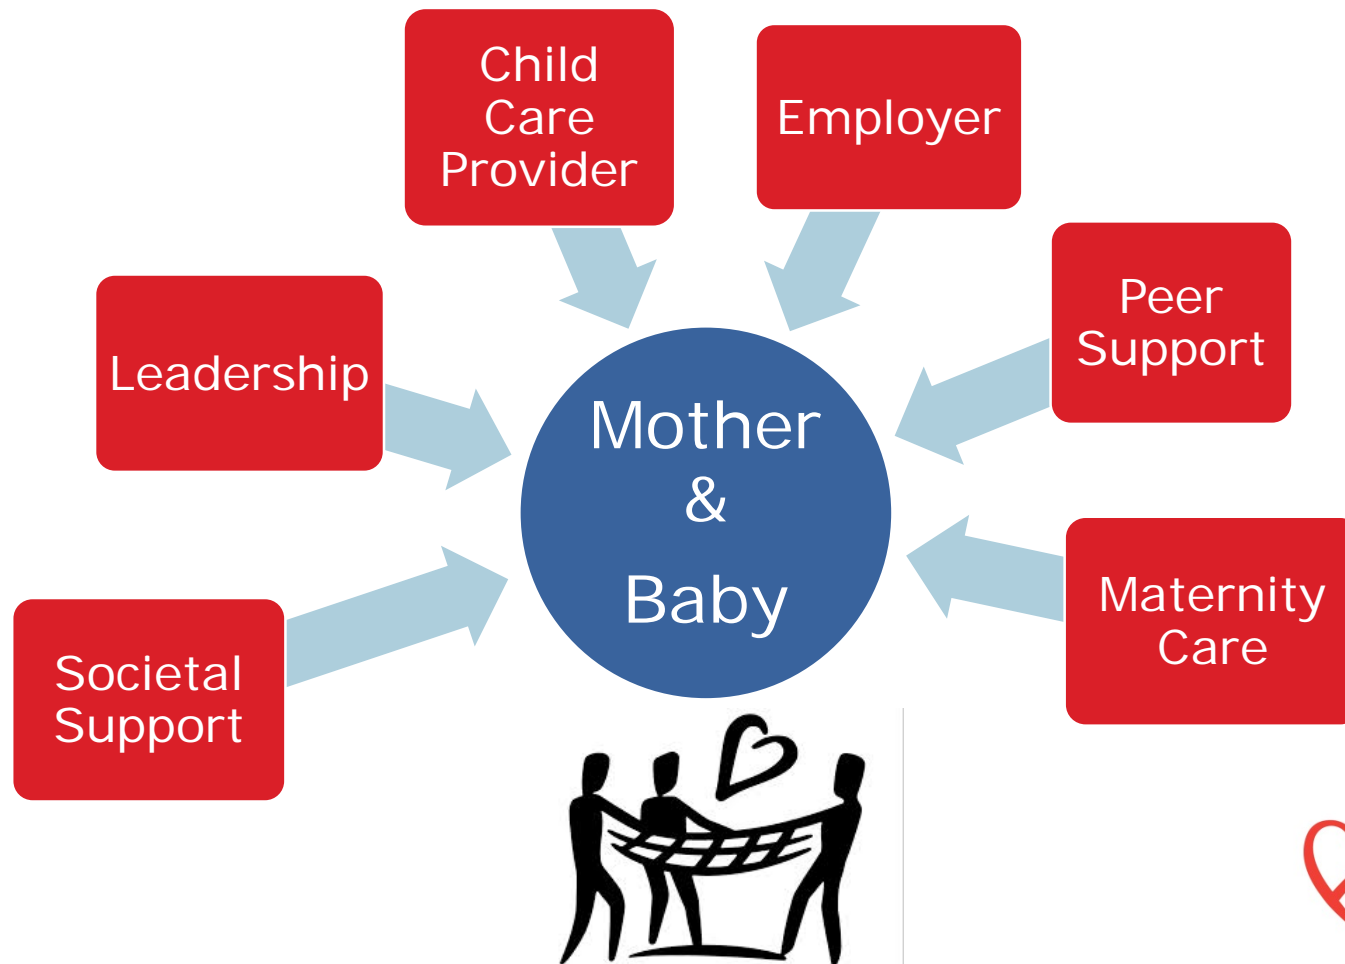 Child
Care
Provider
Employer
Leadership
Peer
Support
Mother
&
Baby
Societal
Support
Maternity
Care